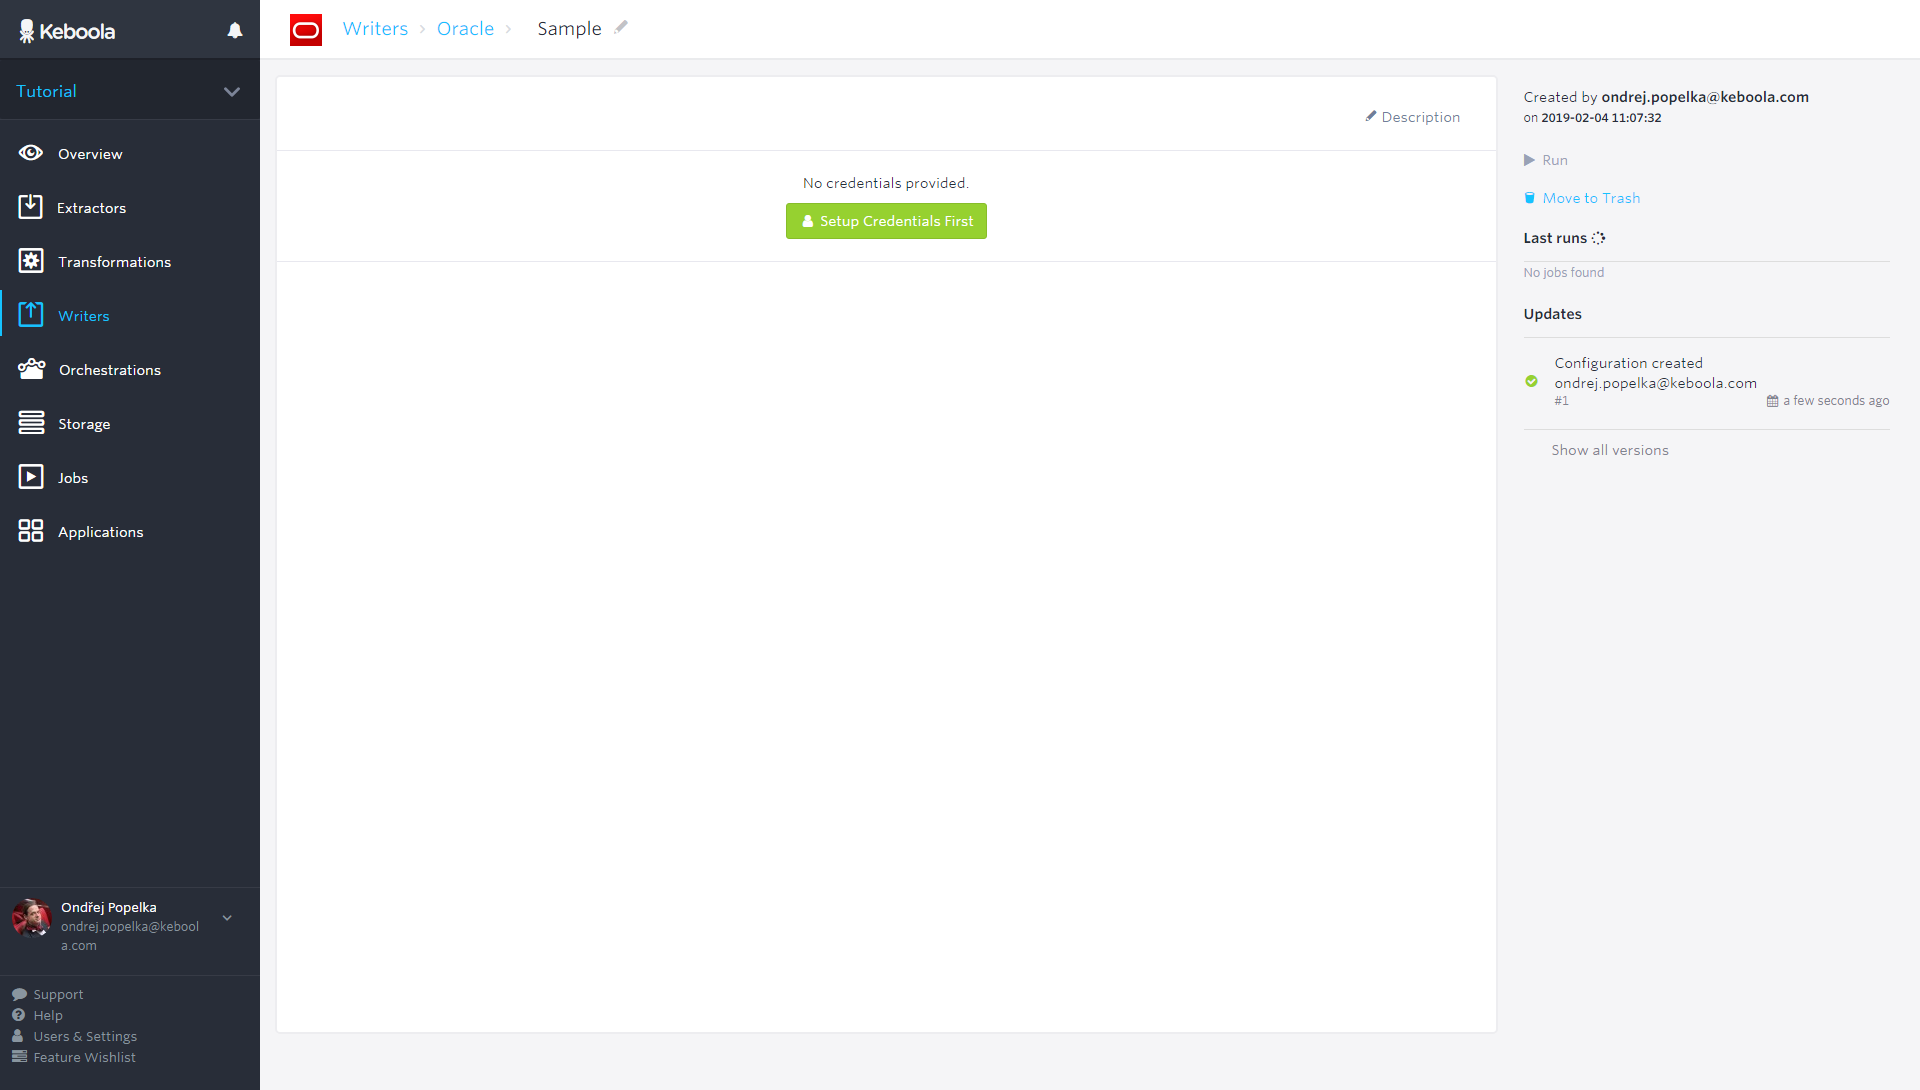 Keboola
Tutorial
Overview
Extractors
Transformations
Writers
Orchestrations
Storage
Jobs
Applications
Ondřej Popelka
ondrej.popelka@kebool
a.com
Support
Help
Users & Settings
Feature Wishlist
Writers › Oracle › Sample
Description
No credentials provided.
Setup Credentials First
Created by ondrej.popelka@keboola.com
on 2019-02-04 11:07:32
Run
Move to Trash
Last runs
No jobs found
Updates
Configuration created
ondrej.popelka@keboola.com
#1 a few seconds ago
Show all versions